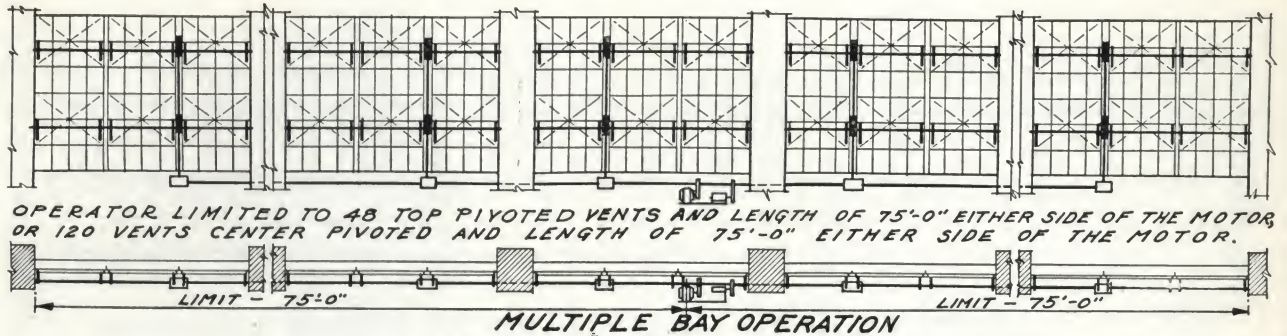 OPERATOR LIMITED TO 48 TOP PIVOTED VENTS AND LENGTH OF 75'-0" EITHER SIDE OF THE MOTOR,
OR 120 VENTS CENTER PIVOTED AND LENGTH OF 75'-0" EITHER SIDE OF THE MOTOR.
LIMIT - 75'-0" LIMIT - 75'-0"
MULTIPLE BAY OPERATION